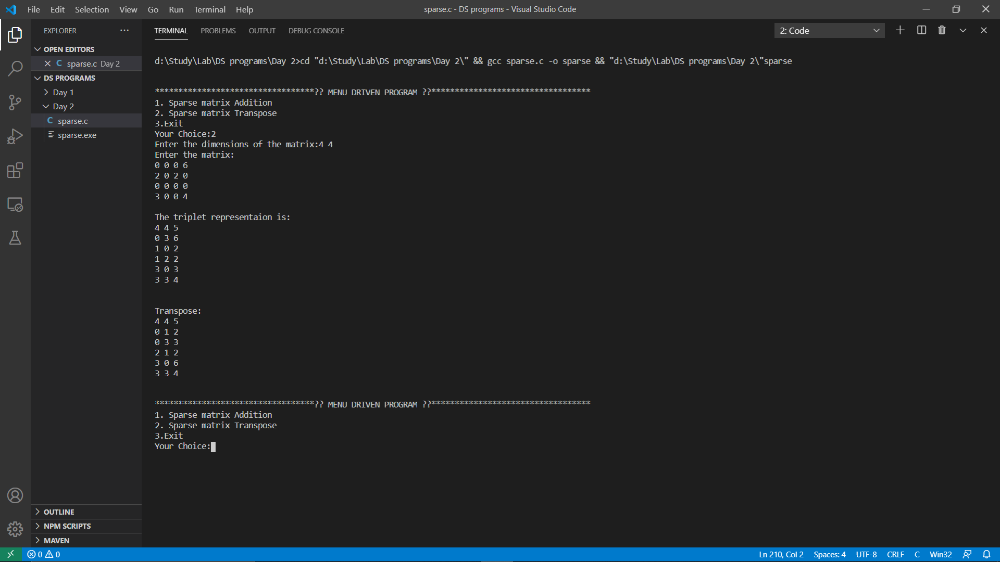 File Edit Selection View Go Run Terminal Help
sparse.c - DS programs - Visual Studio Code
EXPLORER
OPEN EDITORS
sparse.c Day 2
DS PROGRAMS
Day 1
Day 2
C sparse.c
sparse.exe
OUTLINE
NPM SCRIPTS
MAVEN
TERMINAL PROBLEMS OUTPUT DEBUG CONSOLE
2: Code
d:\Study\Lab\DS programs\Day 2>cd "d:\Study\Lab\DS programs\Day 2\" && gcc sparse.c -o sparse && "d:\Study\Lab\DS programs\Day 2\"sparse
**********************************?? MENU DRIVEN PROGRAM ??**********************************
1. Sparse matrix Addition
2. Sparse matrix Transpose
3.Exit
Your Choice:2
Enter the dimensions of the matrix:4 4
Enter the matrix:
0 0 0 6
2 0 2 0
0 0 0 0
3 0 0 4
The triplet representaion is:
4 4 5
0 3 6
1 0 2
1 2 2
3 0 3
3 3 4
Transpose:
4 4 5
0 1 2
0 3 3
2 1 2
3 0 6
3 3 4
**********************************?? MENU DRIVEN PROGRAM ??**********************************
1. Sparse matrix Addition
2. Sparse matrix Transpose
3.Exit
Your Choice:
0 0
Ln 210, Col 2 Spaces: 4 UTF-8 CRLF C Win32